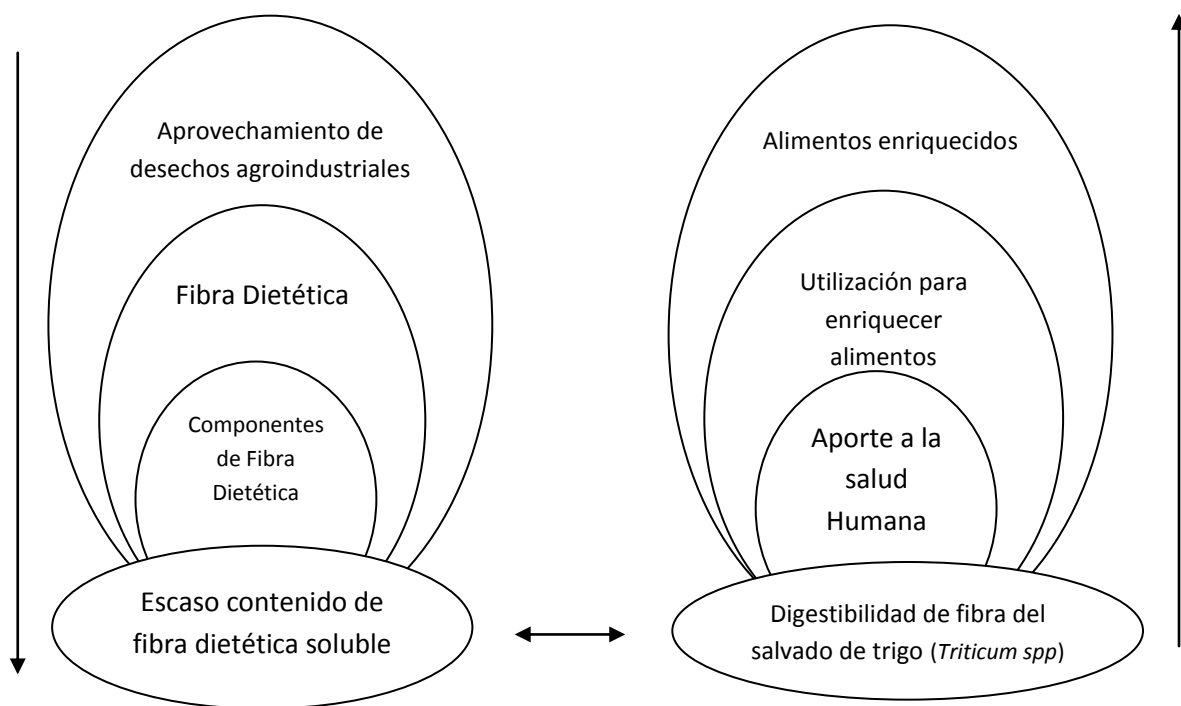 Aprovechamiento de
desechos agroindustriales
Fibra Dietética
Componentes
de Fibra
Dietética
Escaso contenido de
fibra dietética soluble
Alimentos enriquecidos
Utilización para
enriquecer
alimentos
Aporte a la
salud
Humana
Digestibilidad de fibra del
salvado de trigo (Triticum spp)